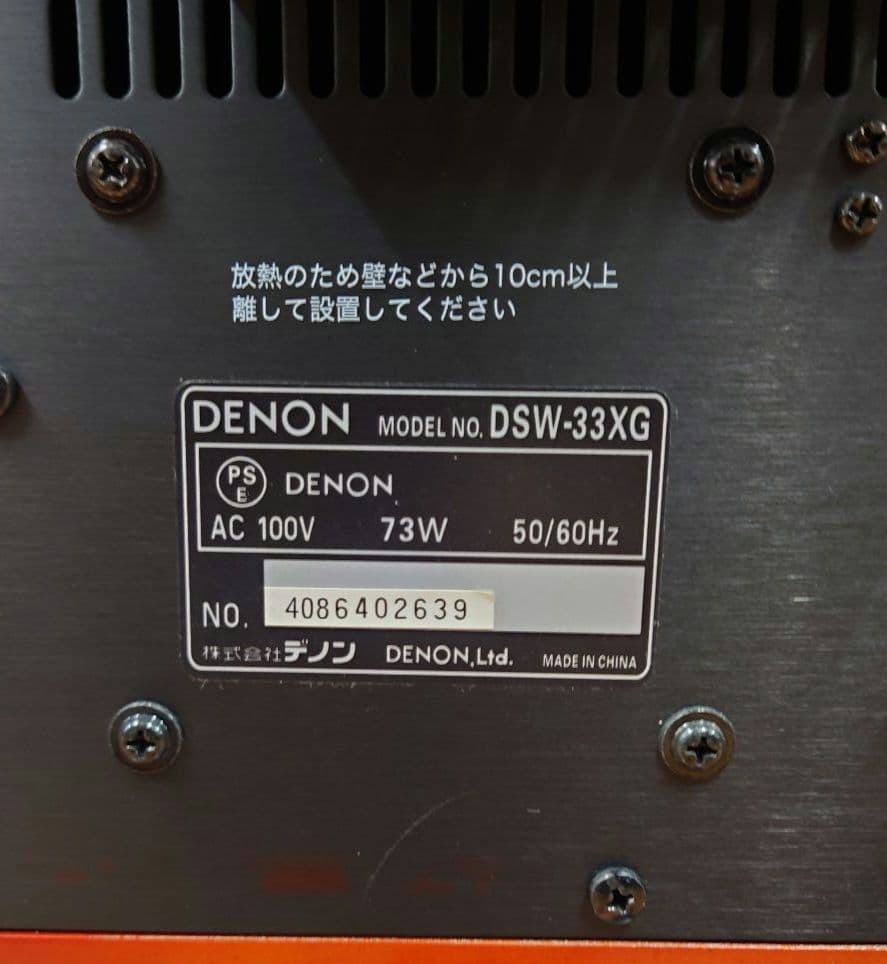 放熱のため壁などから10cm以上
離して設置してください
DENON MODEL NO. DSW-33XG
PS E DENON
AC 100V 73W 50/60Hz
NO. 4086402639
株式会社デノン DENON,Ltd. MADE IN CHINA